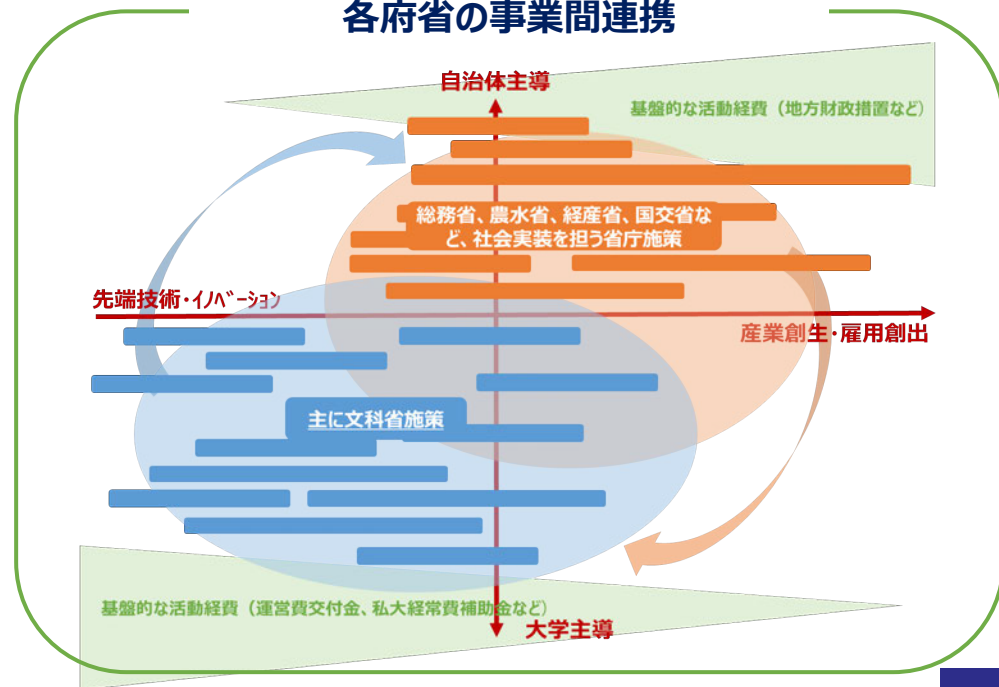 各府省の事業間連携
自治体主導
基盤的な活動経費（地方財政措置など）
総務省、農水省、経産省、国交省な
ど、社会実装を担う省庁施策
先端技術・ｲﾉﾍﾞｰｼｮﾝ
産業創生・雇用創出
主に文科省施策
基盤的な活動経費（運営費交付金、私大経常費補助金など）
大学主導